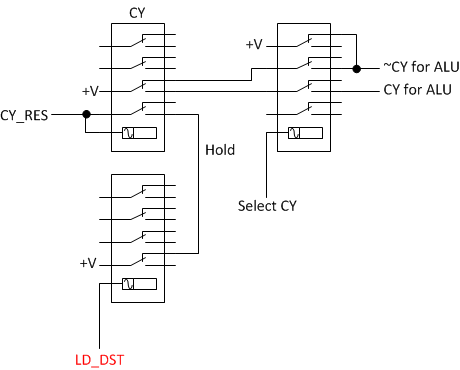 CY
+V
~CY for ALU
+V
CY for ALU
CY_RES
Hold
Select CY
+V
LD_DST